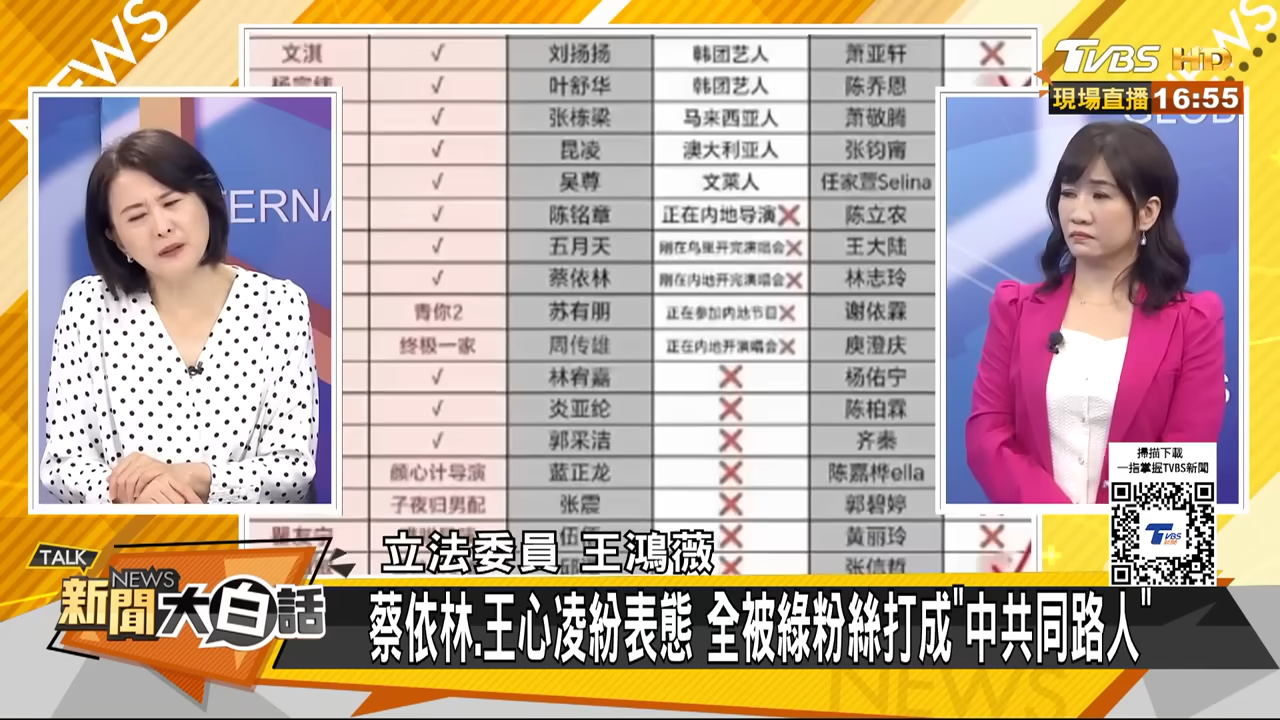 NEWS
TVBS HD
現場直播 16:55
文淇 √ 刘扬扬 韩团艺人 萧亚轩
√ 叶舒华 韩团艺人 陈乔恩
√ 张栋梁 马来西亚人 萧敬腾
√ 昆凌 澳大利亚人 张钧甯
√ 吴尊 文莱人 任家萱Selina
√ 陈铭章 正在内地导演 陈立农
√ 五月天 刚在鸟巢开完演唱会 王大陆
√ 蔡依林 刚在内地开完演唱会 林志玲
青你2 苏有朋 正在参加内地节目 谢依霖
终极一家 周传雄 正在内地开演唱会 庾澄庆
√ 林宥嘉 杨佑宁
√ 炎亚纶 陈柏霖
√ 郭采洁 齐秦
颜心计导演 蓝正龙 陈嘉桦ella
子夜归男配 张震 郭碧婷
黄丽玲
张信哲
掃描下載
一指掌握TVBS新聞
TVBS
新聞
立法委員 王鴻薇
TALK
NEWS
新聞大白話
蔡依林.王心凌紛表態 全被綠粉絲打成"中共同路人"
NEWS